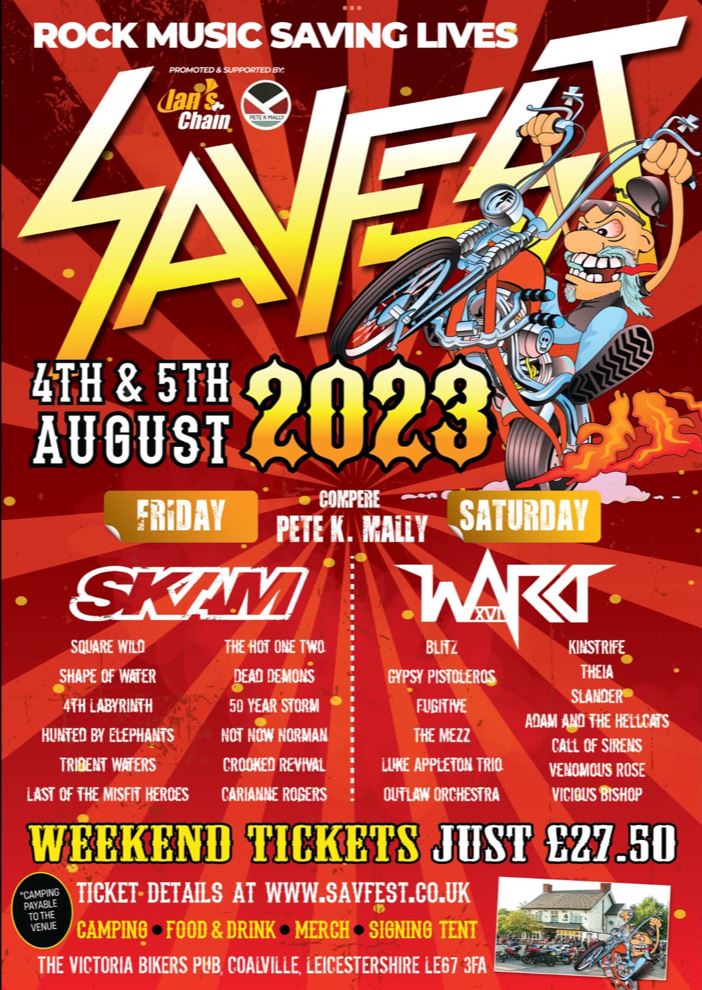 ROCK MUSIC SAVING LIVES
PROMOTED & SUPPORTED BY:
Ian's
Chain
PETE K MALLY
SAVFEST
4TH & 5TH
AUGUST
2023
FRIDAY
COMPERE
PETE K. MALLY
SATURDAY
SKAM
WARD XVI
SQUARE WILD
SHAPE OF WATER
4TH LABYRINTH
HUNTED BY ELEPHANTS
TRIDENT WATERS
LAST OF THE MISFIT HEROES
THE HOT ONE TWO
DEAD DEMONS
50 YEAR STORM
NOT NOW NORMAN
CROOKED REVIVAL
CARIANNE ROGERS
BLITZ
GYPSY PISTOLEROS
FUGITIVE
THE MEZZ
LUKE APPLETON TRIO
OUTLAW ORCHESTRA
KINSTRIFE
THEIA
SLANDER
ADAM AND THE HELLCATS
CALL OF SIRENS
VENOMOUS ROSE
VICIOUS BISHOP
WEEKEND TICKETS JUST £27.50
*CAMPING
PAYABLE
TO THE
VENUE
TICKET DETAILS AT WWW.SAVFEST.CO.UK
CAMPING • FOOD & DRINK • MERCH • SIGNING TENT
THE VICTORIA BIKERS PUB, COALVILLE, LEICESTERSHIRE LE67 3FA